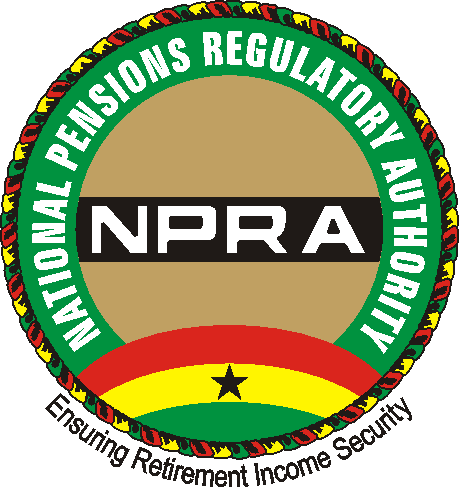 NATIONAL PENSIONS REGULATORY AUTHORITY
NPRA
Ensuring Retirement Income Security